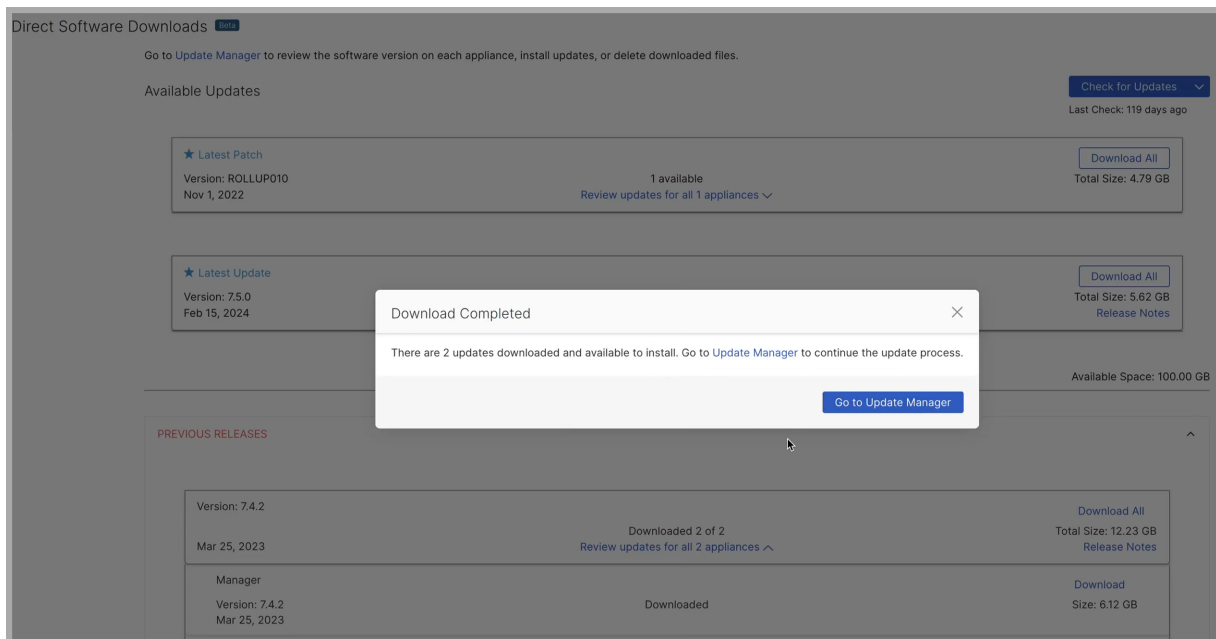 Direct Software Downloads Beta
Go to Update Manager to review the software version on each appliance, install updates, or delete downloaded files.
Available Updates
Check for Updates
Last Check: 119 days ago
Latest Patch
Download All
Version: ROLLUP010
1 available
Total Size: 4.79 GB
Nov 1, 2022
Review updates for all 1 appliances
Latest Update
Download All
Version: 7.5.0
Total Size: 5.62 GB
Feb 15, 2024
Release Notes
Download Completed
There are 2 updates downloaded and available to install. Go to Update Manager to continue the update process.
Go to Update Manager
Available Space: 100.00 GB
PREVIOUS RELEASES
Version: 7.4.2
Download All
Downloaded 2 of 2
Total Size: 12.23 GB
Mar 25, 2023
Review updates for all 2 appliances
Release Notes
Manager
Download
Version: 7.4.2
Downloaded
Size: 6.12 GB
Mar 25, 2023